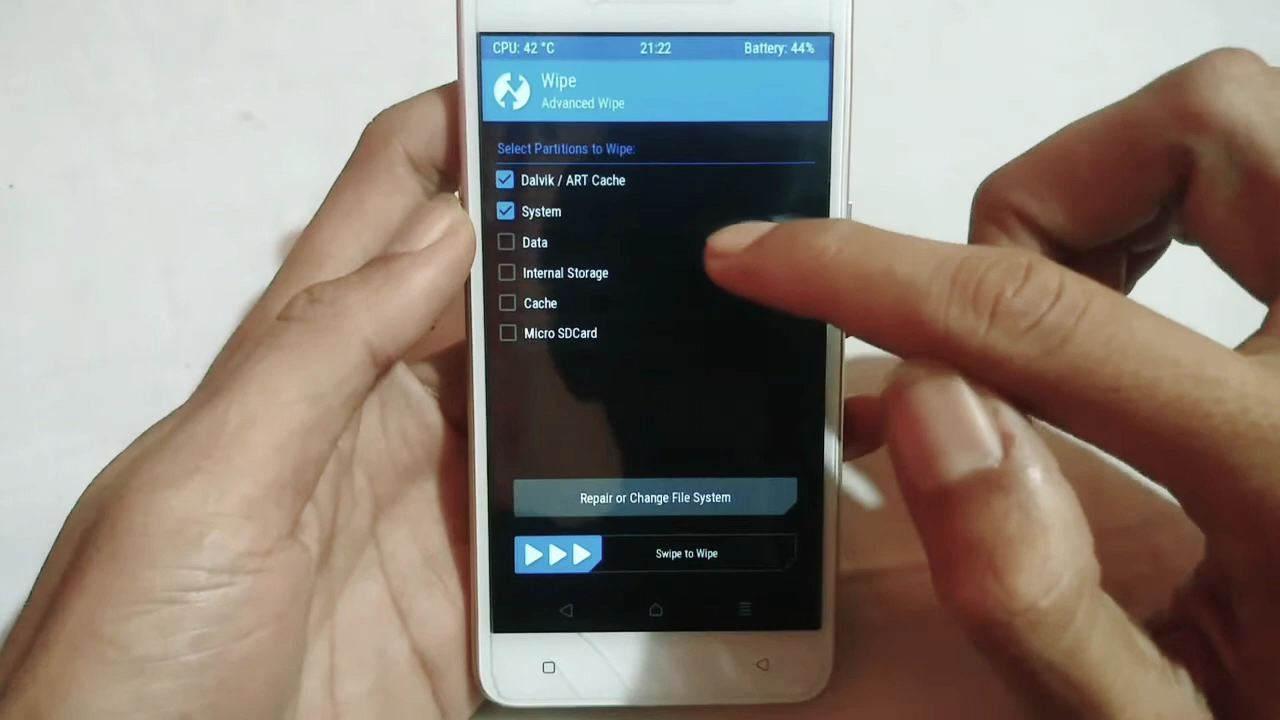 CPU: 42 °C 21:22 Battery: 44%
Wipe
Advanced Wipe
Select Partitions to Wipe:
Dalvik / ART Cache
System
Data
Internal Storage
Cache
Micro SDCard
Repair or Change File System
Swipe to Wipe